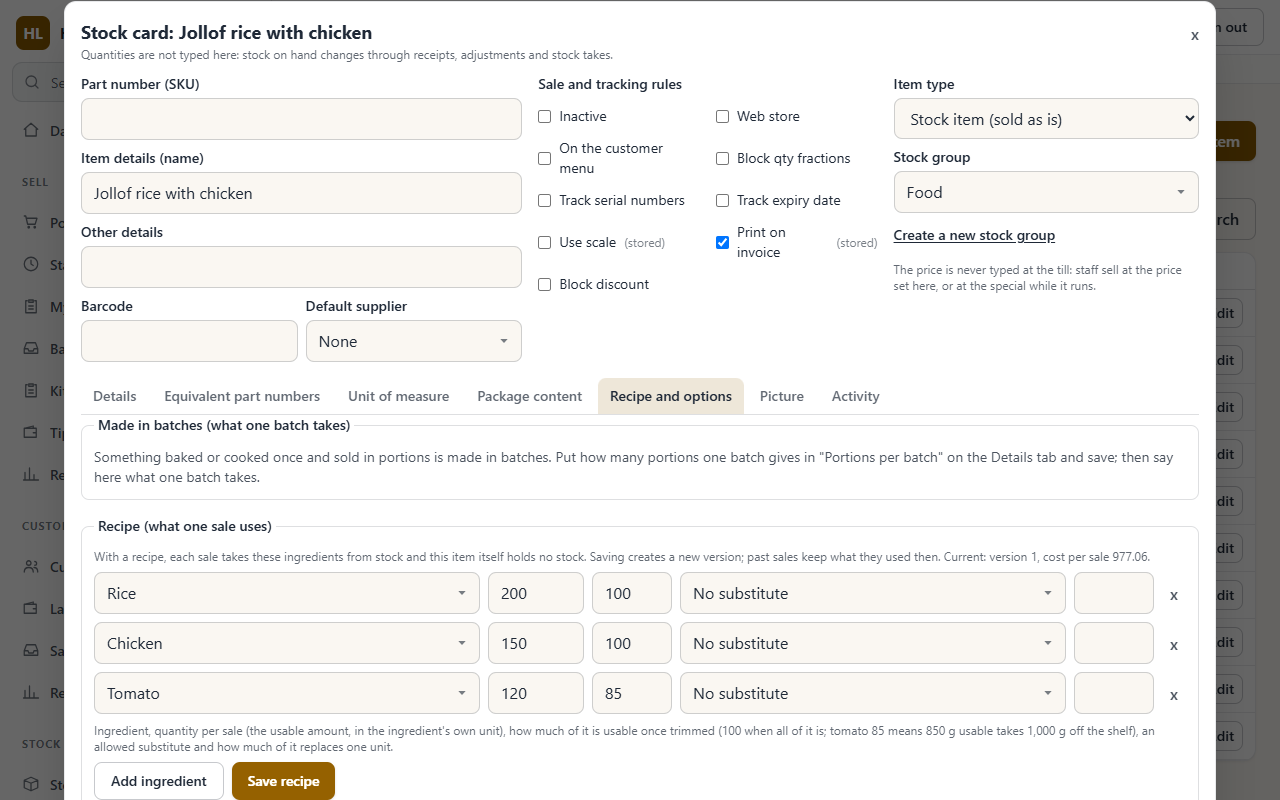 HL
Stock card: Jollof rice with chicken
x
Quantities are not typed here: stock on hand changes through receipts, adjustments and stock takes.
Part number (SKU)
Item details (name)
Jollof rice with chicken
Other details
Barcode
Default supplier
None
Sale and tracking rules
Inactive
Web store
On the customer
menu
Block qty fractions
Track serial numbers
Track expiry date
Use scale (stored)
Print on
invoice
(stored)
Block discount
Item type
Stock item (sold as is)
Stock group
Food
Create a new stock group
The price is never typed at the till: staff sell at the price
set here, or at the special while it runs.
Details
Equivalent part numbers
Unit of measure
Package content
Recipe and options
Picture
Activity
Made in batches (what one batch takes)
Something baked or cooked once and sold in portions is made in batches. Put how many portions one batch gives in "Portions per batch" on the Details tab and save; then say
here what one batch takes.
Recipe (what one sale uses)
With a recipe, each sale takes these ingredients from stock and this item itself holds no stock. Saving creates a new version; past sales keep what they used then. Current: version 1, cost per sale 977.06.
Rice 200 100 No substitute x
Chicken 150 100 No substitute x
Tomato 120 85 No substitute x
Ingredient, quantity per sale (the usable amount, in the ingredient's own unit), how much of it is usable once trimmed (100 when all of it is; tomato 85 means 850 g usable takes 1,000 g off the shelf), an
allowed substitute and how much of it replaces one unit.
Add ingredient
Save recipe
SELL
STOCK
out